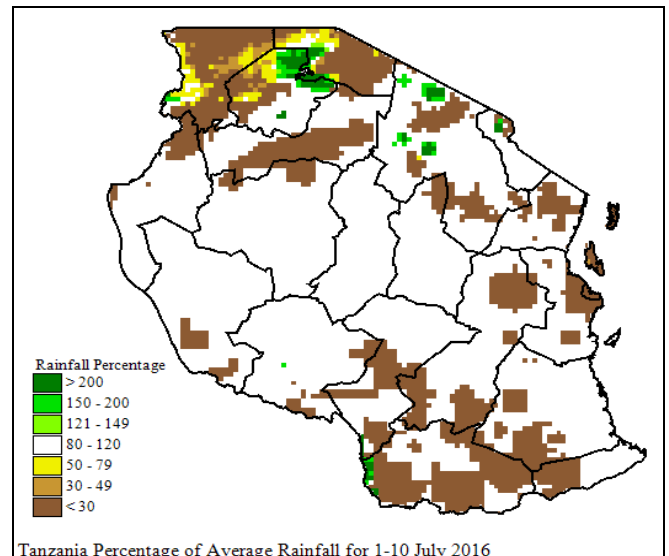 Rainfall Percentage
> 200
150 - 200
121 - 149
80 - 120
50 - 79
30 - 49
< 30
Tanzania Percentage of Average Rainfall for 1-10 July 2016